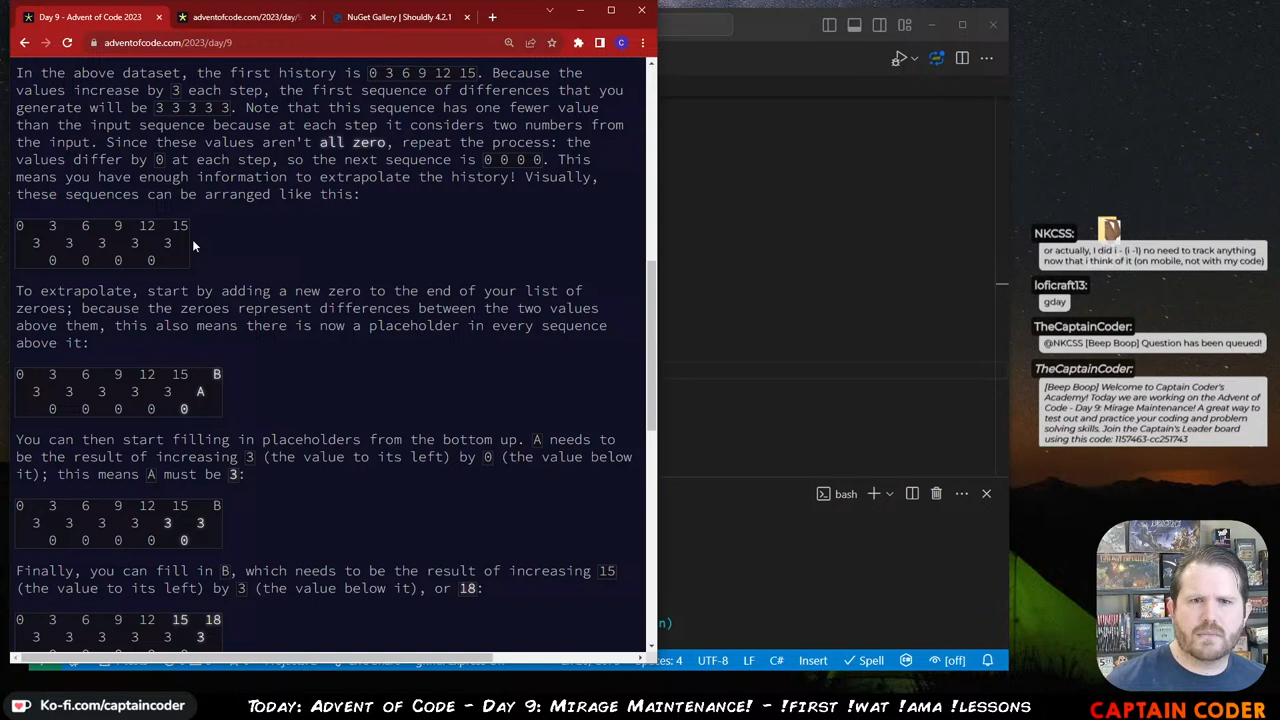 Day 9 - Advent of Code 2023
adventofcode.com/2023/day/
NuGet Gallery | Shouldly 4.2.1
adventofcode.com/2023/day/9
In the above dataset, the first history is 0 3 6 9 12 15. Because the
values increase by 3 each step, the first sequence of differences that you
generate will be 3 3 3 3 3. Note that this sequence has one fewer value
than the input sequence because at each step it considers two numbers from
the input. Since these values aren't all zero, repeat the process: the
values differ by 0 at each step, so the next sequence is 0 0 0 0. This
means you have enough information to extrapolate the history! Visually,
these sequences can be arranged like this:
0 3 6 9 12 15
3 3 3 3 3
0 0 0 0
To extrapolate, start by adding a new zero to the end of your list of
zeroes; because the zeroes represent differences between the two values
above them, this also means there is now a placeholder in every sequence
above it:
0 3 6 9 12 15 B
3 3 3 3 3 A
0 0 0 0 0
You can then start filling in placeholders from the bottom up. A needs to
be the result of increasing 3 (the value to its left) by 0 (the value below
it); this means A must be 3:
0 3 6 9 12 15 B
3 3 3 3 3 3
0 0 0 0 0
Finally, you can fill in B, which needs to be the result of increasing 15
(the value to its left) by 3 (the value below it), or 18:
0 3 6 9 12 15 18
3 3 3 3 3 3
bash
n)
Spaces: 4 UTF-8 LF C# Insert Spell [off]
NKCSS:
or actually, I did i - (i -1) no need to track anything
now that i think of it (on mobile, not with my code)
loficraft13:
gday
TheCaptainCoder:
@NKCSS [Beep Boop] Question has been queued!
TheCaptainCoder:
[Beep Boop] Welcome to Captain Coder's
Academy! Today we are working on the Advent of
Code - Day 9: Mirage Maintenance! A great way to
test out and practice your coding and problem
solving skills. Join the Captain's Leader board
using this code: 1157463-cc251743
Ko-fi.com/captaincoder
Today: Advent of Code - Day 9: Mirage Maintenance! - !first !wat !ama !lessons
CAPTAIN CODER